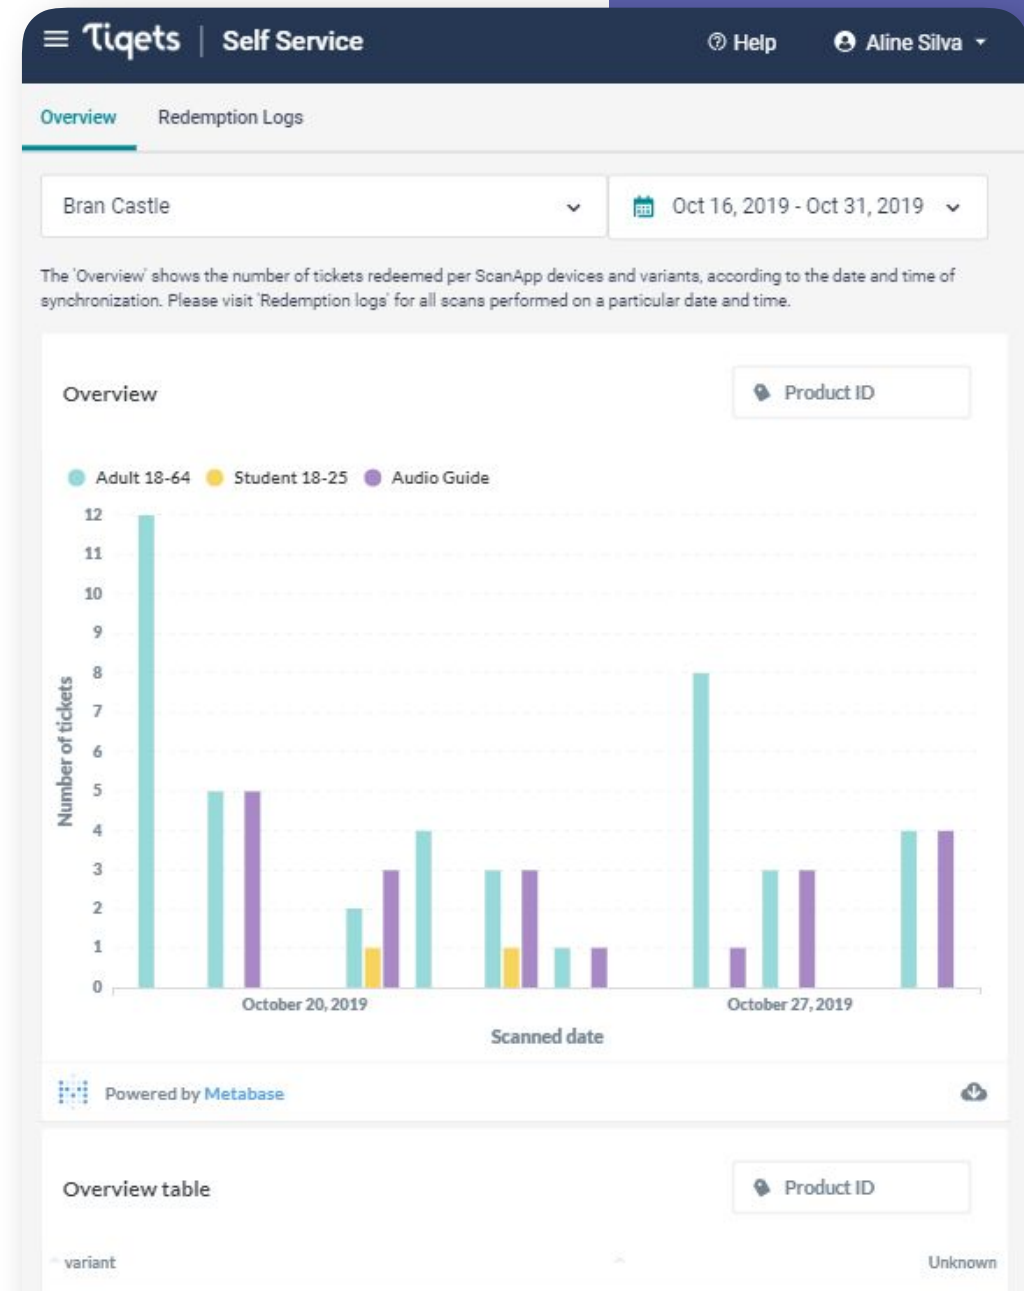 Tiqets | Self Service
Help
Aline Silva
Overview
Redemption Logs
Bran Castle
Oct 16, 2019 - Oct 31, 2019
The 'Overview' shows the number of tickets redeemed per ScanApp devices and variants, according to the date and time of
synchronization. Please visit 'Redemption logs' for all scans performed on a particular date and time.
Overview
Product ID
Adult 18-64
Student 18-25
Audio Guide
Number of tickets
12
11
10
9
8
7
6
5
4
3
2
1
0
October 20, 2019
October 27, 2019
Scanned date
Powered by Metabase
Overview table
Product ID
variant
Unknown